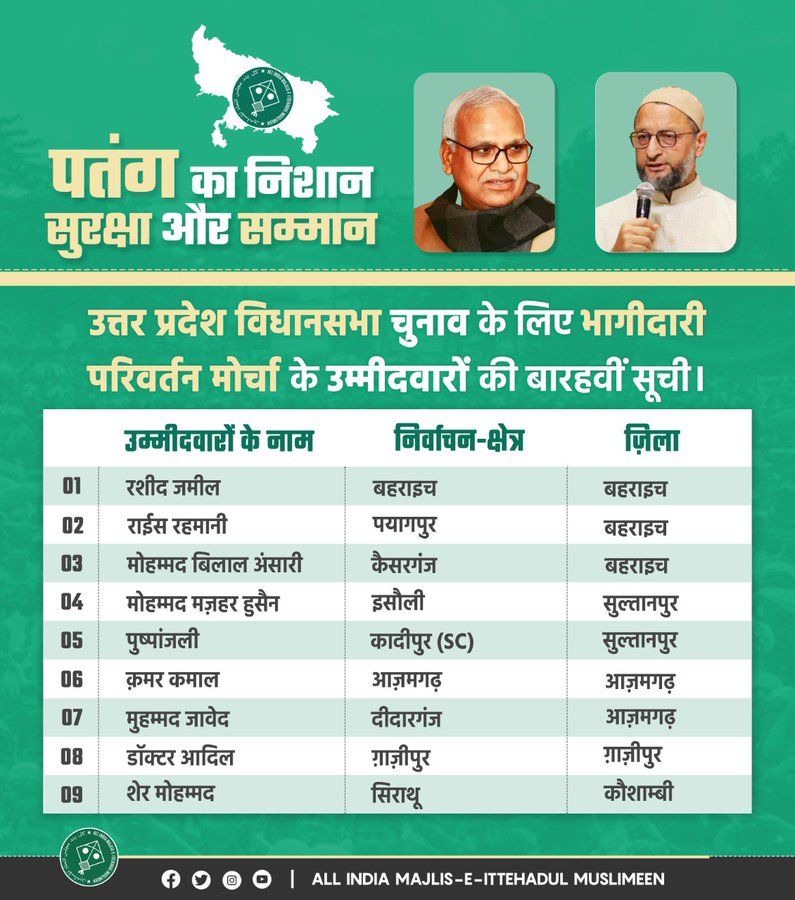 पतंग का निशान
सुरक्षा और सम्मान
उत्तर प्रदेश विधानसभा चुनाव के लिए भागीदारी
परिवर्तन मोर्चा के उम्मीदवारों की बारहवीं सूची।
उम्मीदवारों के नाम निर्वाचन-क्षेत्र ज़िला
01 रशीद जमील बहराइच बहराइच
02 राईस रहमानी पयागपुर बहराइच
03 मोहम्मद बिलाल अंसारी कैसरगंज बहराइच
04 मोहम्मद मज़हर हुसैन इसौली सुल्तानपुर
05 पुष्पांजली कादीपुर (SC) सुल्तानपुर
06 क़मर कमाल आज़मगढ़ आज़मगढ़
07 मुहम्मद जावेद दीदारगंज आज़मगढ़
08 डॉक्टर आदिल ग़ाज़ीपुर ग़ाज़ीपुर
09 शेर मोहम्मद सिराथू कौशाम्बी
| ALL INDIA MAJLIS-E-ITTEHADUL MUSLIMEEN